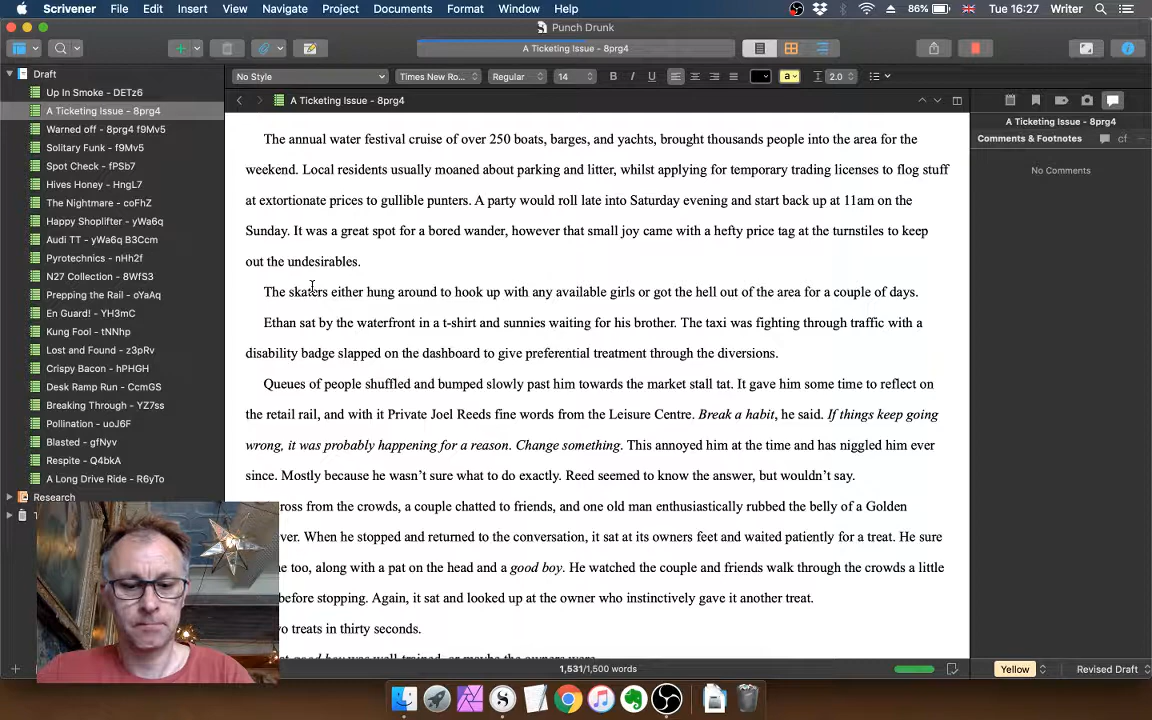 Scrivener File Edit Insert View Navigate Project Documents Format Window Help 86% Tue 16:27 Writer
Punch Drunk
A Ticketing Issue - 8prg4
No Style Times New Ro... Regular 14 B I U 2.0
Draft
Up In Smoke - DETz6
A Ticketing Issue - 8prg4
Warned off - 8prg4 f9Mv5
Solitary Funk - f9Mv5
Spot Check - fPSb7
Hives Honey - HngL7
The Nightmare - coFhZ
Happy Shoplifter - yWa6q
Audi TT - yWa6q B3Ccm
Pyrotechnics - nHh2f
N27 Collection - 8WfS3
Prepping the Rail - oYaAq
En Guard! - YH3mC
Kung Fool - tNNhp
Lost and Found - z3pRv
Crispy Bacon - hPHGH
Desk Ramp Run - CcmGS
Breaking Through - YZ7ss
Pollination - uoJ6F
Blasted - gfNyv
Respite - Q4bkA
A Long Drive Ride - R6yTo
Research
A Ticketing Issue - 8prg4
The annual water festival cruise of over 250 boats, barges, and yachts, brought thousands people into the area for the
weekend. Local residents usually moaned about parking and litter, whilst applying for temporary trading licenses to flog stuff
at extortionate prices to gullible punters. A party would roll late into Saturday evening and start back up at 11am on the
Sunday. It was a great spot for a bored wander, however that small joy came with a hefty price tag at the turnstiles to keep
out the undesirables.
The skaters either hung around to hook up with any available girls or got the hell out of the area for a couple of days.
Ethan sat by the waterfront in a t-shirt and sunnies waiting for his brother. The taxi was fighting through traffic with a
disability badge slapped on the dashboard to give preferential treatment through the diversions.
Queues of people shuffled and bumped slowly past him towards the market stall tat. It gave him some time to reflect on
the retail rail, and with it Private Joel Reeds fine words from the Leisure Centre. Break a habit, he said. If things keep going
wrong, it was probably happening for a reason. Change something. This annoyed him at the time and has niggled him ever
since. Mostly because he wasn't sure what to do exactly. Reed seemed to know the answer, but wouldn't say.
ross from the crowds, a couple chatted to friends, and one old man enthusiastically rubbed the belly of a Golden
ver. When he stopped and returned to the conversation, it sat at its owners feet and waited patiently for a treat. He sure
e too, along with a pat on the head and a good boy. He watched the couple and friends walk through the crowds a little
before stopping. Again, it sat and looked up at the owner who instinctively gave it another treat.
o treats in thirty seconds.
good boy was well trained, or maybe the owners were.
1,531/1,500 words
A Ticketing Issue - 8prg4
Comments & Footnotes cf
No Comments
Yellow Revised Draft